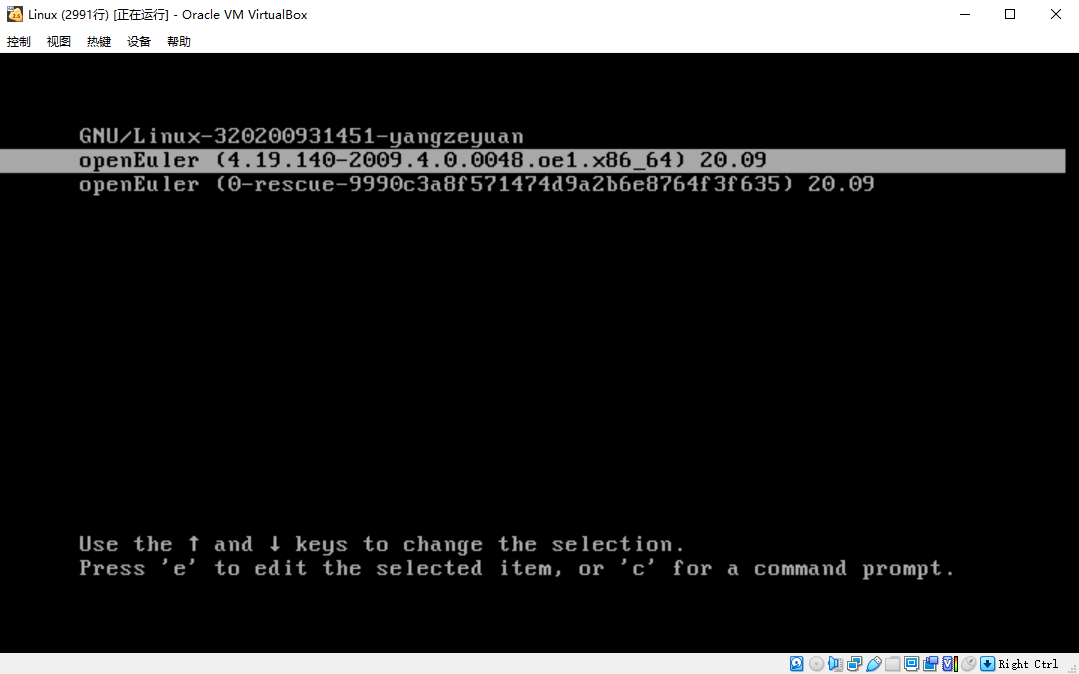 Linux (2991行) [正在运行] - Oracle VM VirtualBox
控制 视图 热键 设备 帮助
GNU/Linux-320200931451-yangzeyuan
openEuler (4.19.140-2009.4.0.0048.oe1.x86_64) 20.09
openEuler (0-rescue-9990c3a8f571474d9a2b6e8764f3f635) 20.09
Use the ↑ and ↓ keys to change the selection.
Press 'e' to edit the selected item, or 'c' for a command prompt.
Right Ctrl